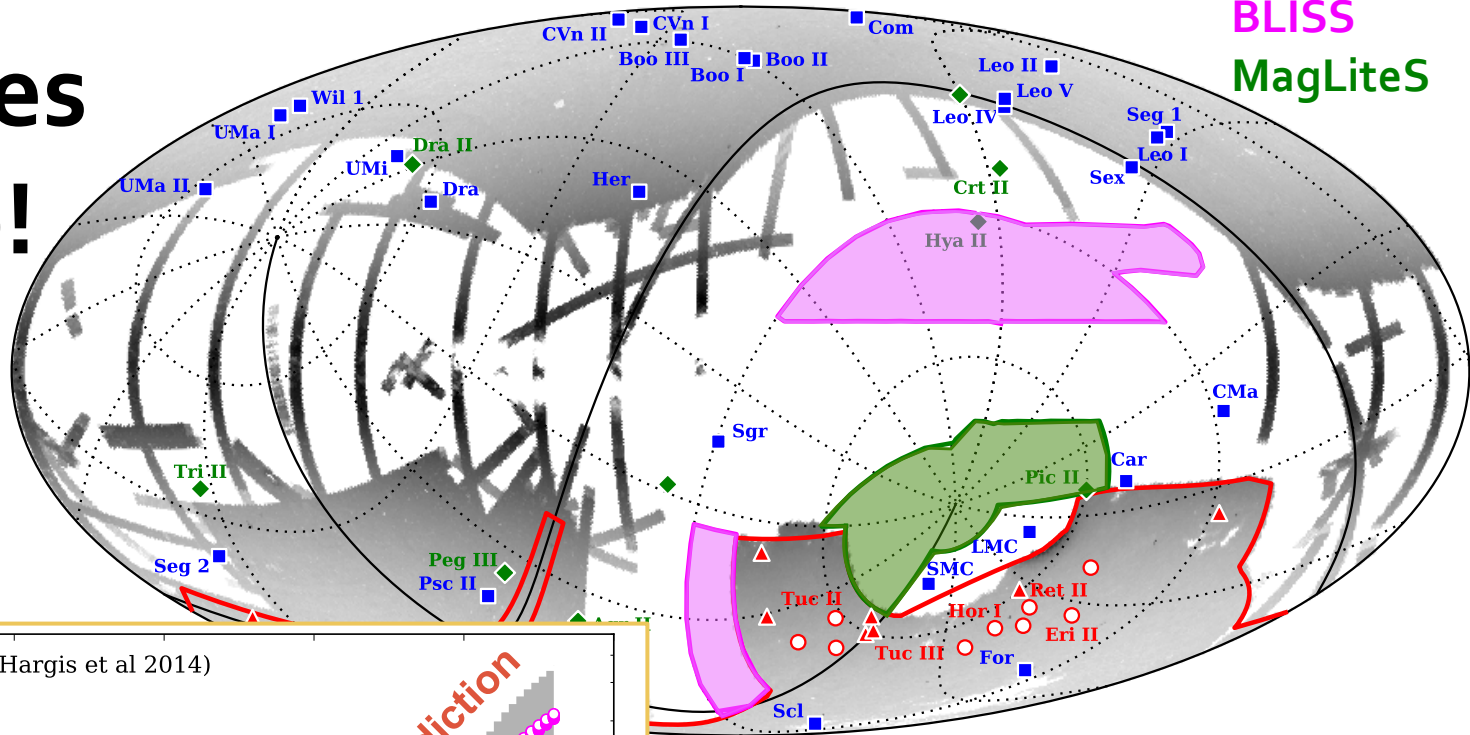 BLISS
MagLiteS
es
!
CVn II
CVn I
Com
Boo III
Boo I
Boo II
Leo II
Leo V
Leo IV
Wil 1
UMa I
Seg 1
Leo I
Dra II
UMi
UMa II
Dra
Her
Crt II
Sex
Hya II
CMa
Sgr
Tri II
Pic II
Car
Seg 2
Peg III
Psc II
LMC
SMC
Tuc II
Ret II
Hor I
Eri II
Tuc III
For
Scl
Hargis et al 2014)
diction